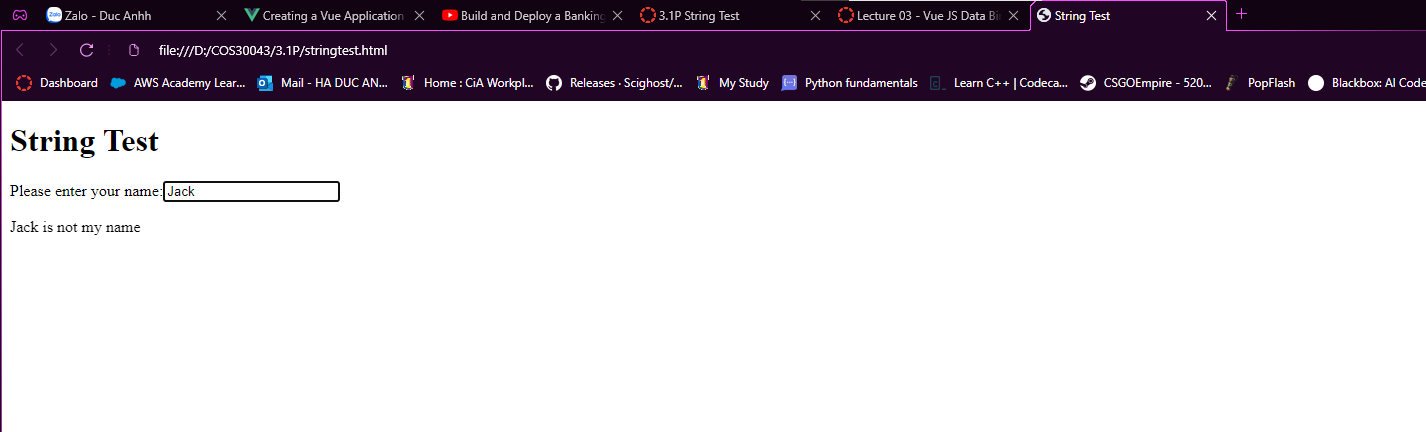 Zalo - Duc Anhh
Creating a Vue Application
Build and Deploy a Banking
3.1P String Test
Lecture 03 - Vue JS Data Bi
String Test
file:///D:/COS30043/3.1P/stringtest.html
Dashboard
AWS Academy Lear...
Mail - HA DUC AN...
Home : CiA Workpl...
Releases · Scighost/...
My Study
Python fundamentals
Learn C++ | Codeca...
CSGOEmpire - 520...
PopFlash
Blackbox: AI Code
String Test
Please enter your name: Jack
Jack is not my name